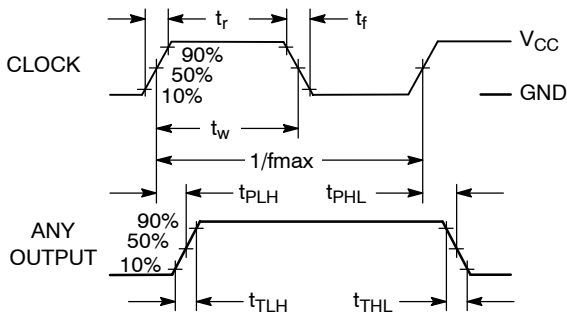 tr
tf
CLOCK
90%
50%
10%
VCC
GND
tw
1/fmax
tPLH
tPHL
ANY
OUTPUT
90%
50%
10%
tTLH
tTHL